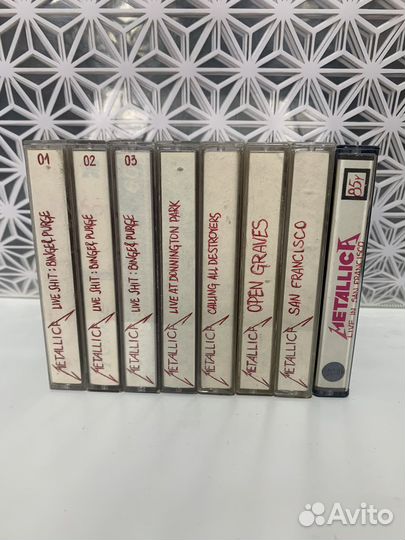 01
METALLICA LIVE SHIT: BINGE & PURGE
02
METALLICA LIVE SHIT: BINGE & PURGE
03
METALLICA LIVE SHIT: BINGE & PURGE
METALLICA LIVE AT DONNINGTON PARK
METALLICA CALLING ALL DESTROYERS
METALLICA OPEN GRAVES
METALLICA SAN FRANCISCO
85г
METALLICA
LIVE IN SAN FRANCISCO
Avito